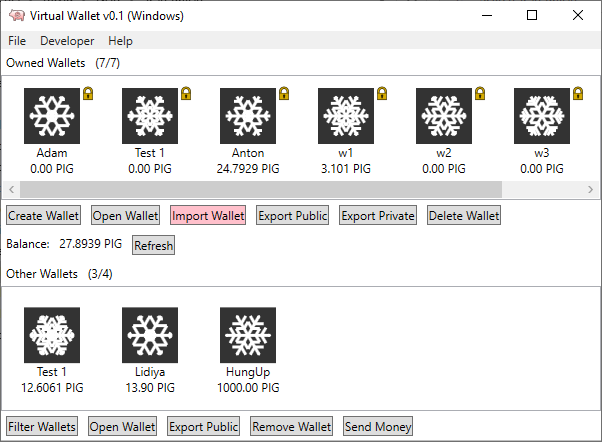 Virtual Wallet v0.1 (Windows)
File Developer Help
Owned Wallets (7/7)
Adam Test 1 Anton w1 w2 w3
0.00 PIG 0.00 PIG 24.7929 PIG 3.101 PIG 0.00 PIG 0.00 PIG
Create Wallet Open Wallet Import Wallet Export Public Export Private Delete Wallet
Balance: 27.8939 PIG Refresh
Other Wallets (3/4)
Test 1 Lidiya HungUp
12.6061 PIG 13.90 PIG 1000.00 PIG
Filter Wallets Open Wallet Export Public Remove Wallet Send Money